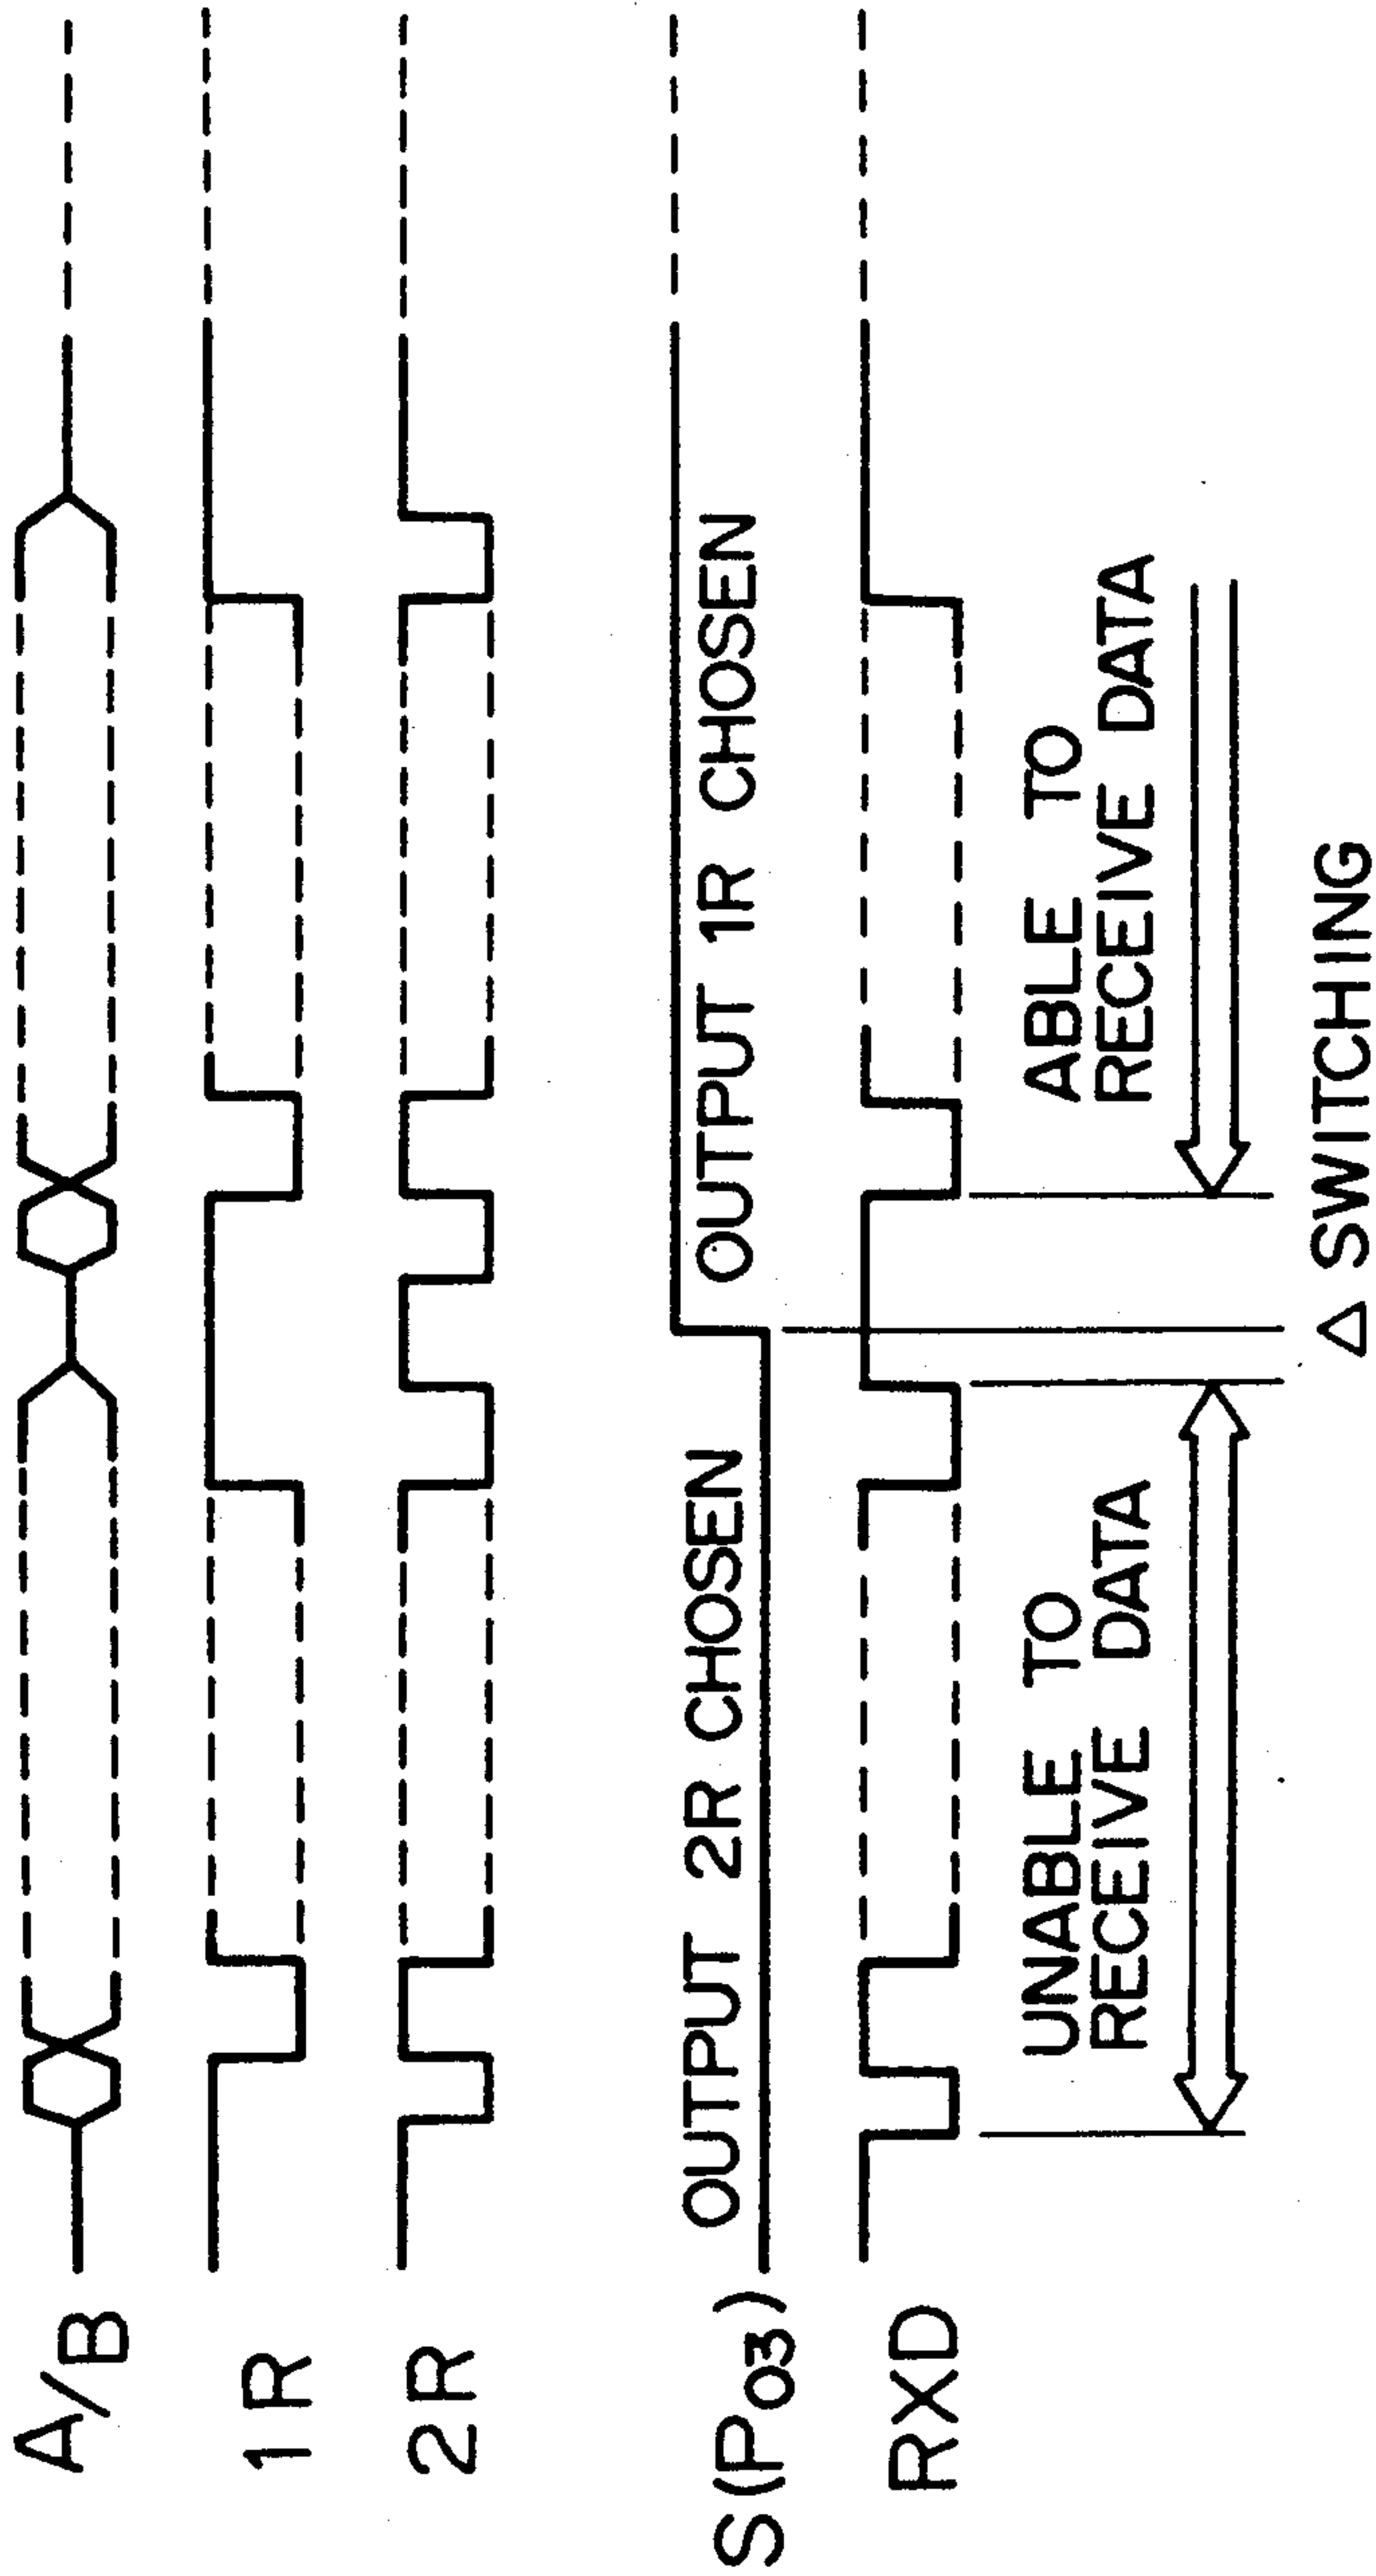 A/B
1R
2R
S(P03)
OUTPUT 2R CHOSEN
OUTPUT 1R CHOSEN
RXD
UNABLE TO
RECEIVE DATA
ABLE TO
RECEIVE DATA
△ SWITCHING